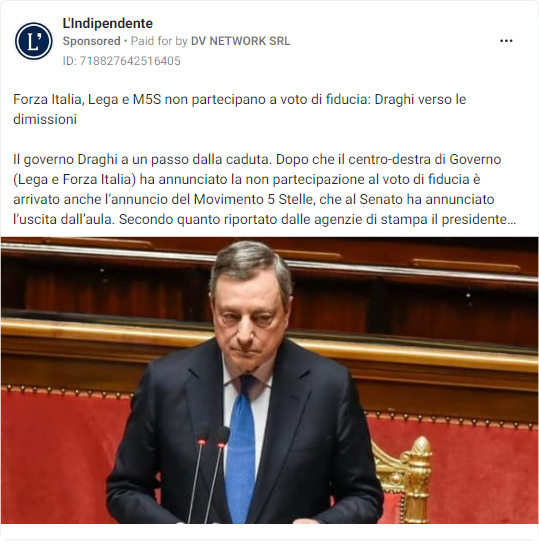 L'
L'Indipendente
Sponsored • Paid for by DV NETWORK SRL
ID: 718827642516405
Forza Italia, Lega e M5S non partecipano a voto di fiducia: Draghi verso le
dimissioni
Il governo Draghi a un passo dalla caduta. Dopo che il centro-destra di Governo
(Lega e Forza Italia) ha annunciato la non partecipazione al voto di fiducia è
arrivato anche l'annuncio del Movimento 5 Stelle, che al Senato ha annunciato
l'uscita dall'aula. Secondo quanto riportato dalle agenzie di stampa il presidente...